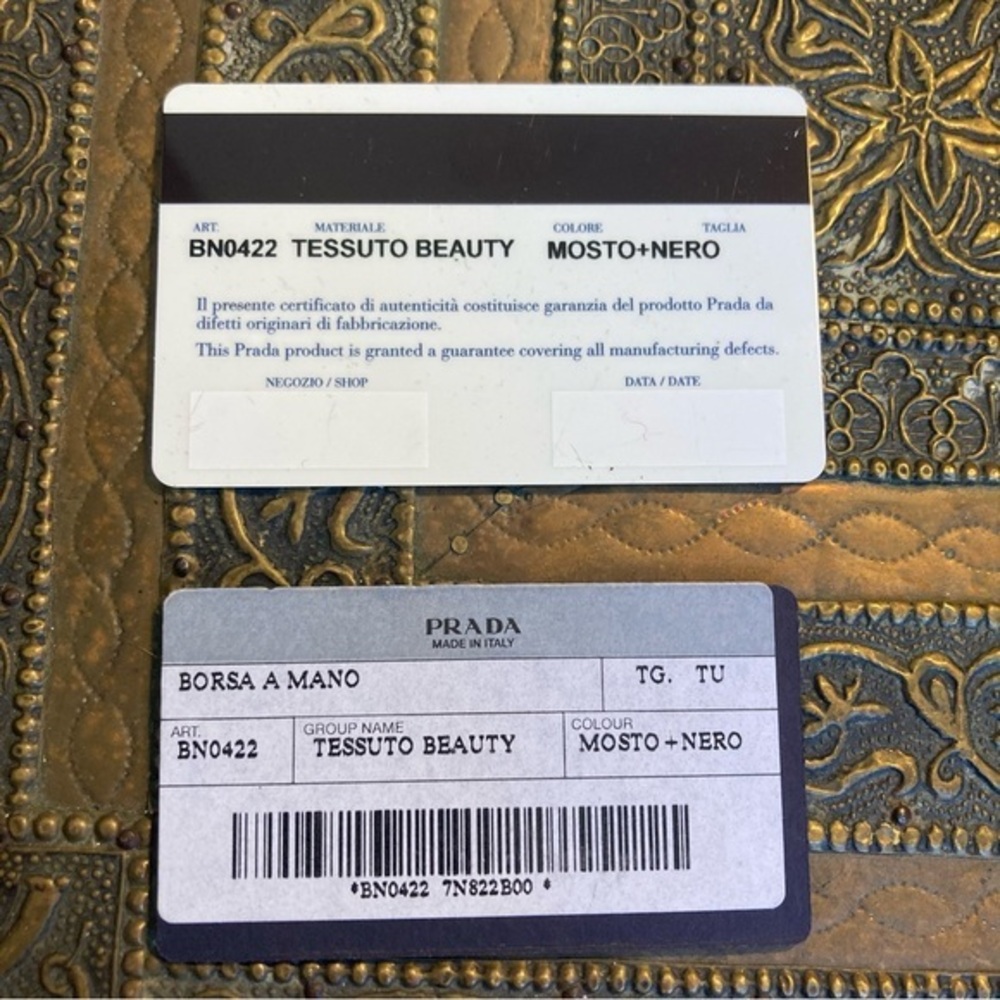 ART. MATERIALE COLORE TAGLIA
BN0422 TESSUTO BEAUTY MOSTO+NERO
Il presente certificato di autenticità costituisce garanzia del prodotto Prada da
difetti originari di fabbricazione.
This Prada product is granted a guarantee covering all manufacturing defects.
NEGOZIO / SHOP DATA / DATE
PRADA
MADE IN ITALY
BORSA A MANO TG. TU
ART. GROUP NAME COLOUR
BN0422 TESSUTO BEAUTY MOSTO+NERO
*BN0422 7N822B00 *